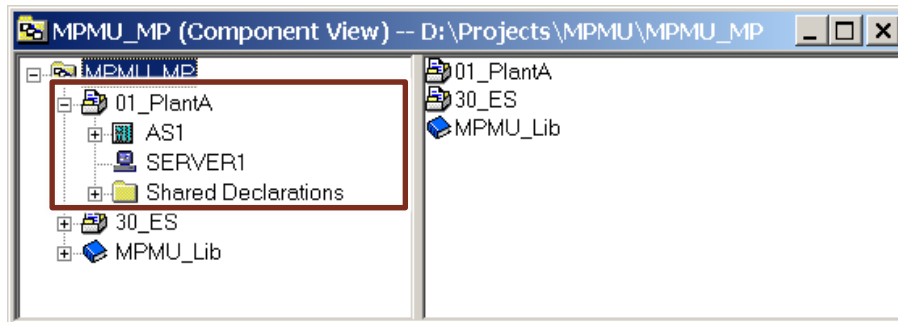 MPMU_MP (Component View) -- D:\Projects\MPMU\MPMU_MP
MPMU_MP
01_PlantA
AS1
SERVER1
Shared Declarations
30_ES
MPMU_Lib
01_PlantA
30_ES
MPMU_Lib